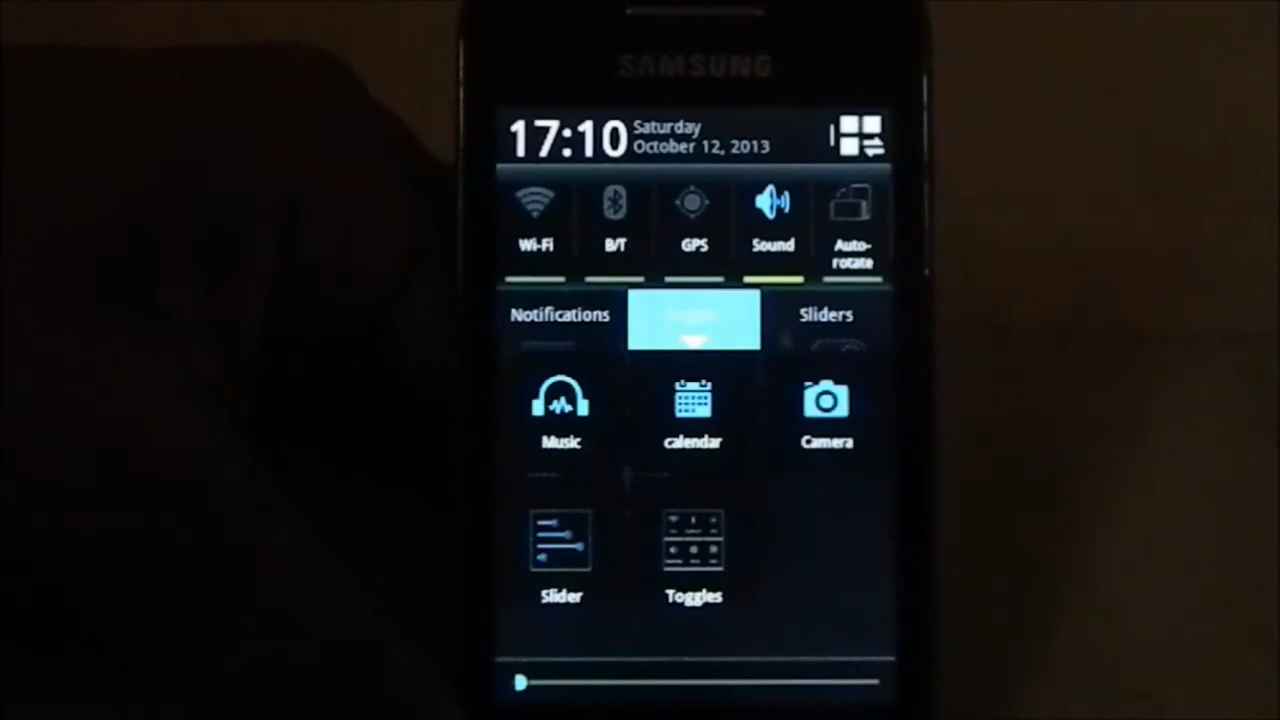 SAMSUNG
17:10
Saturday
October 12, 2013
Wi-Fi
B/T
GPS
Sound
Auto-
rotate
Notifications
Sliders
Music
calendar
Camera
Slider
Toggles